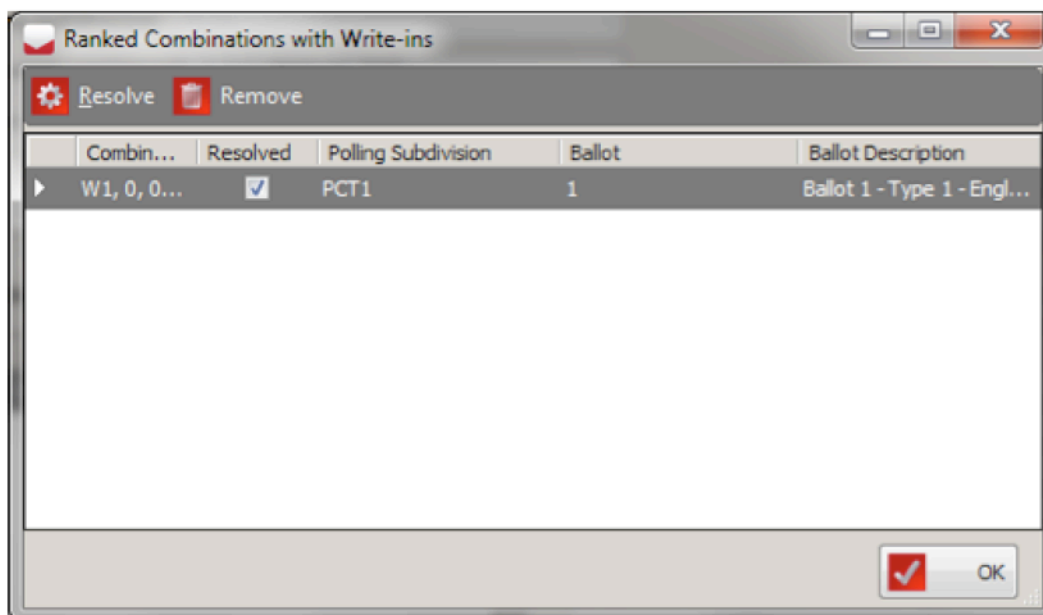 Ranked Combinations with Write-ins
Resolve Remove
Combin... Resolved Polling Subdivision Ballot Ballot Description
W1, 0, 0... PCT1 1 Ballot 1 - Type 1 - Engl...
OK